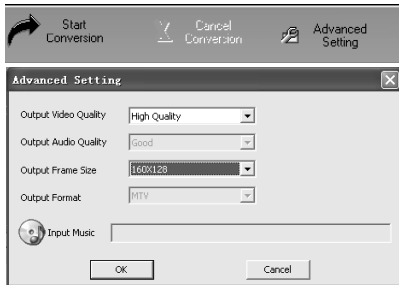 Start
Conversion
Cancel
Conversion
Advanced
Setting
Advanced Setting
Output Video Quality High Quality
Output Audio Quality Good
Output Frame Size 160X128
Output Format MTV
Input Music
OK Cancel